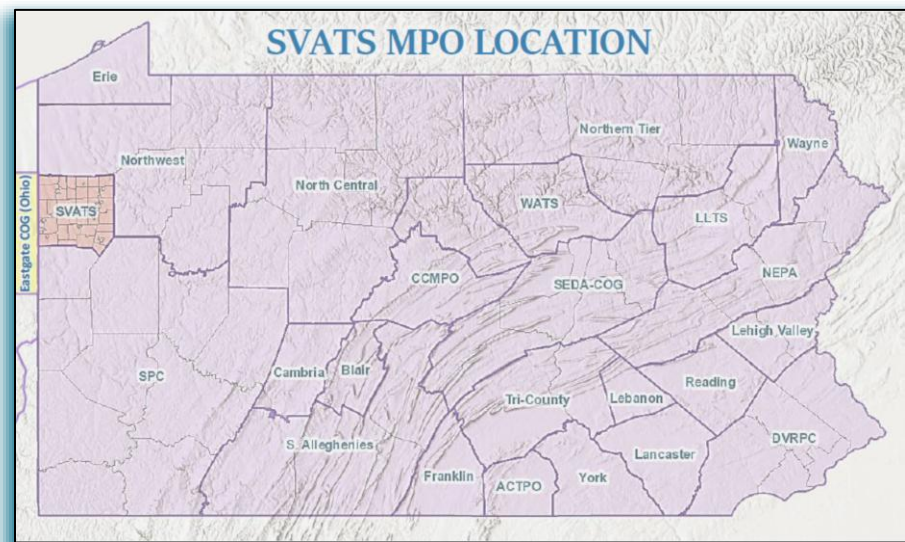 SVATS MPO LOCATION
Erie
Northern Tier
Wayne
Northwest
North Central
Eastgate COG (Ohio)
SVATS
WATS
LLTS
CCMPO
SEDA-COG
NEPA
Lehigh Valley
SPC
Cambria
Blair
Tri-County
Lebanon
Reading
S. Alleghenies
DVRPC
Franklin
ACTPO
York
Lancaster